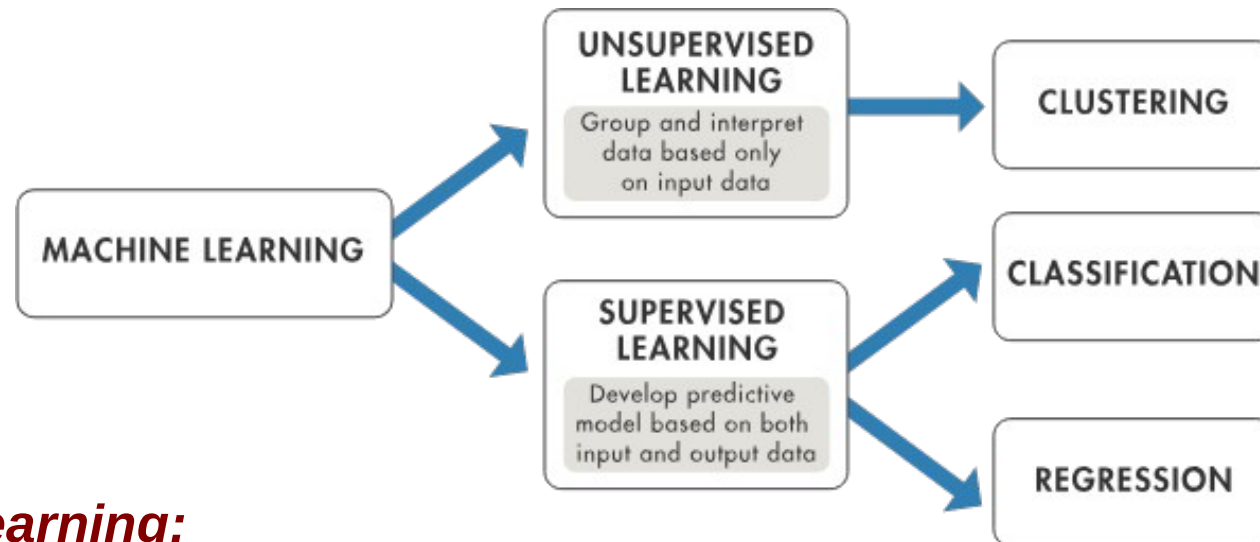 MACHINE LEARNING
UNSUPERVISED
LEARNING
Group and interpret
data based only
on input data
CLUSTERING
SUPERVISED
LEARNING
Develop predictive
model based on both
input and output data
CLASSIFICATION
REGRESSION
earning: